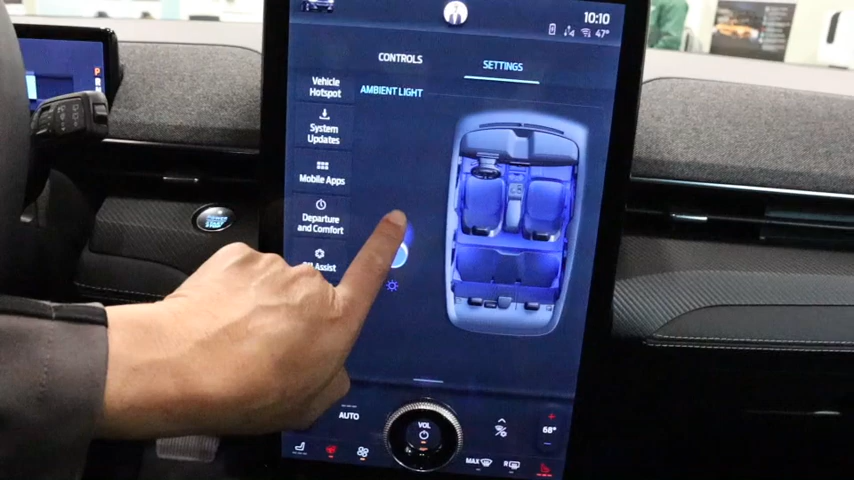 10:10
47°
CONTROLS
SETTINGS
AMBIENT LIGHT
Vehicle
Hotspot
System
Updates
Mobile Apps
Departure
and Comfort
Assist
AUTO
VOL
68°
MAX
R
P